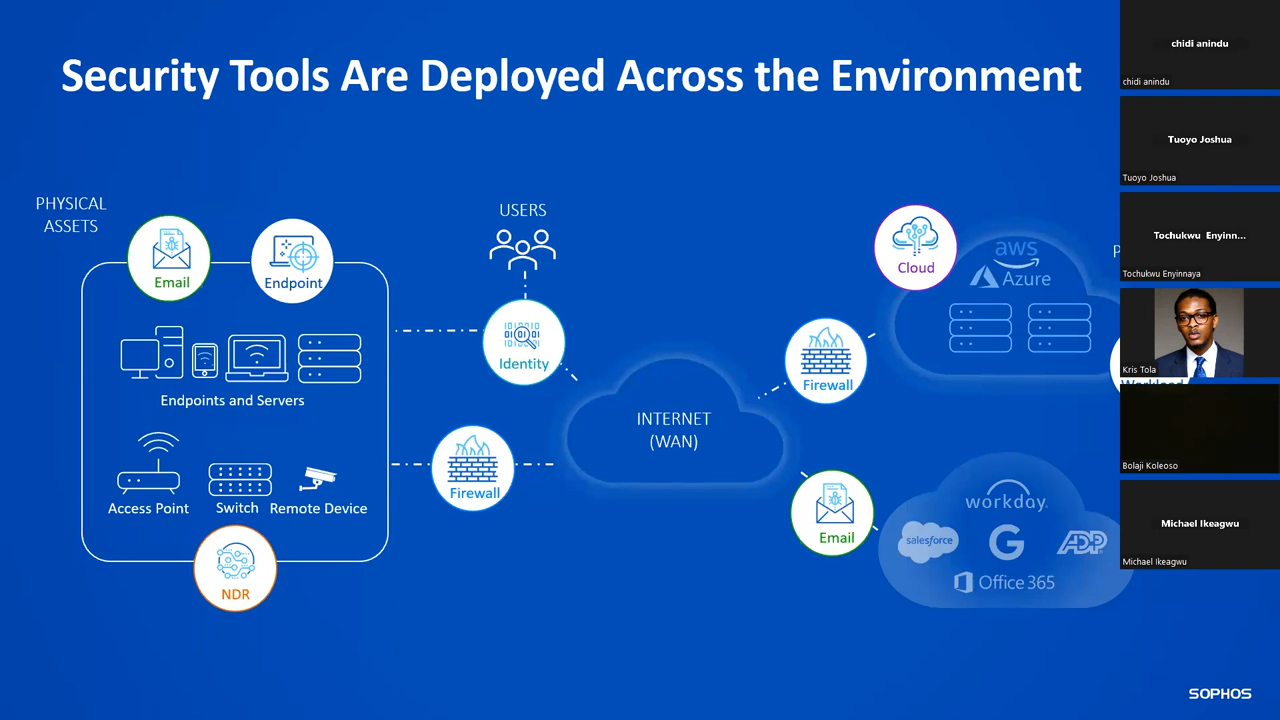 Security Tools Are Deployed Across the Environment
PHYSICAL
ASSETS
Email
Endpoint
Endpoints and Servers
Access Point
Switch
Remote Device
NDR
USERS
Identity
Firewall
INTERNET
(WAN)
Firewall
Email
Cloud
aws
Azure
P
workday.
salesforce
G
ADP
Office 365
SOPHOS
chidi anindu
chidi anindu
Tuoyo Joshua
Tuoyo Joshua
Tochukwu Enyinn...
Tochukwu Enyinnaya
Kris Tola
Workload
Bolaji Koleoso
Michael Ikeagwu
Michael Ikeagwu